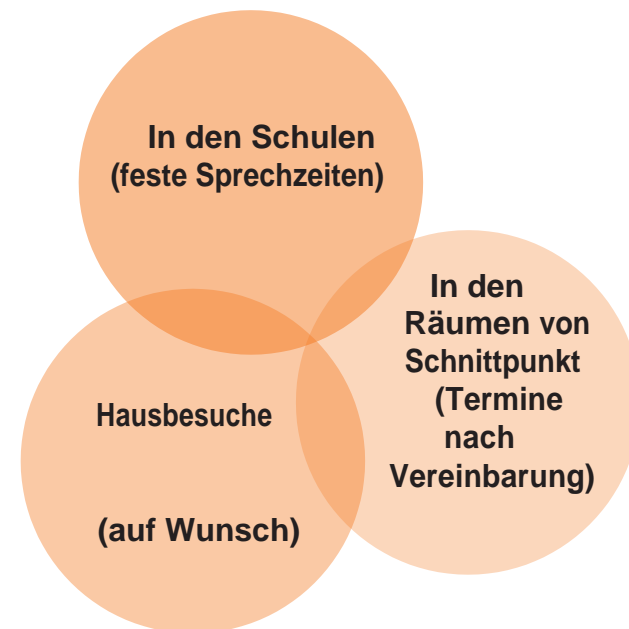 In den Schulen
(feste Sprechzeiten)
In den
Räumen von
Schnittpunkt
(Termine
nach
Vereinbarung)
Hausbesuche
(auf Wunsch)